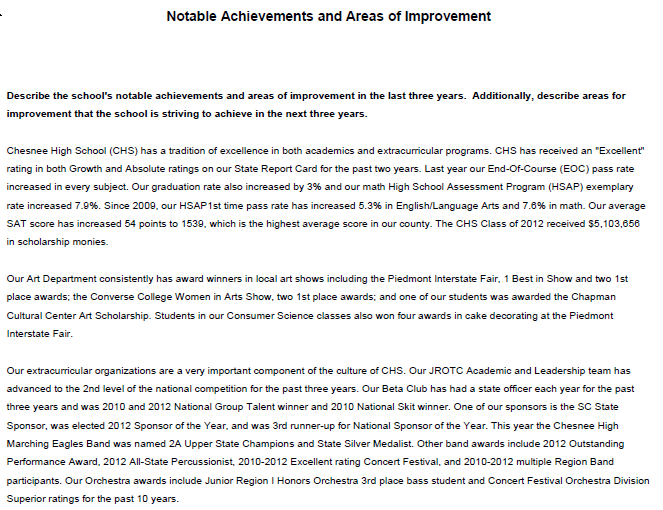 Notable Achievements and Areas of Improvement
Describe the school's notable achievements and areas of improvement in the last three years.  Additionally, describe areas for
improvement that the school is striving to achieve in the next three years.
Chesnee High School (CHS) has a tradition of excellence in both academics and extracurricular programs. CHS has received an "Excellent"
rating in both Growth and Absolute ratings on our State Report Card for the past two years. Last year our End-Of-Course (EOC) pass rate
increased in every subject. Our graduation rate also increased by 3% and our math High School Assessment Program (HSAP) exemplary
rate increased 7.9%. Since 2009, our HSAP1st time pass rate has increased 5.3% in English/Language Arts and 7.6% in math. Our average
SAT score has increased 54 points to 1539, which is the highest average score in our county. The CHS Class of 2012 received $5,103,656
in scholarship monies.
Our Art Department consistently has award winners in local art shows including the Piedmont Interstate Fair, 1 Best in Show and two 1st
place awards; the Converse College Women in Arts Show, two 1st place awards; and one of our students was awarded the Chapman
Cultural Center Art Scholarship. Students in our Consumer Science classes also won four awards in cake decorating at the Piedmont
Interstate Fair.
Our extracurricular organizations are a very important component of the culture of CHS. Our JROTC Academic and Leadership team has
advanced to the 2nd level of the national competition for the past three years. Our Beta Club has had a state officer each year for the past
three years and was 2010 and 2012 National Group Talent winner and 2010 National Skit winner. One of our sponsors is the SC State
Sponsor, was elected 2012 Sponsor of the Year, and was 3rd runner-up for National Sponsor of the Year. This year the Chesnee High
Marching Eagles Band was named 2A Upper State Champions and State Silver Medalist. Other band awards include 2012 Outstanding
Performance Award, 2012 All-State Percussionist, 2010-2012 Excellent rating Concert Festival, and 2010-2012 multiple Region Band
participants. Our Orchestra awards include Junior Region I Honors Orchestra 3rd place bass student and Concert Festival Orchestra Division
Superior ratings for the past 10 years.